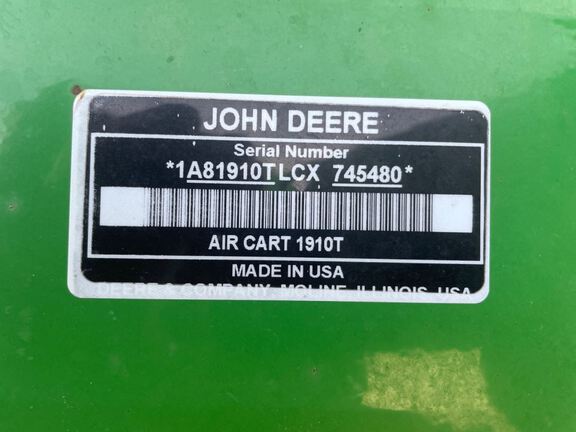 JOHN DEERE
Serial Number
*1A81910TLCX 745480*
AIR CART 1910T
MADE IN USA
DEERE & COMPANY, MOLINE, ILLINOIS, USA